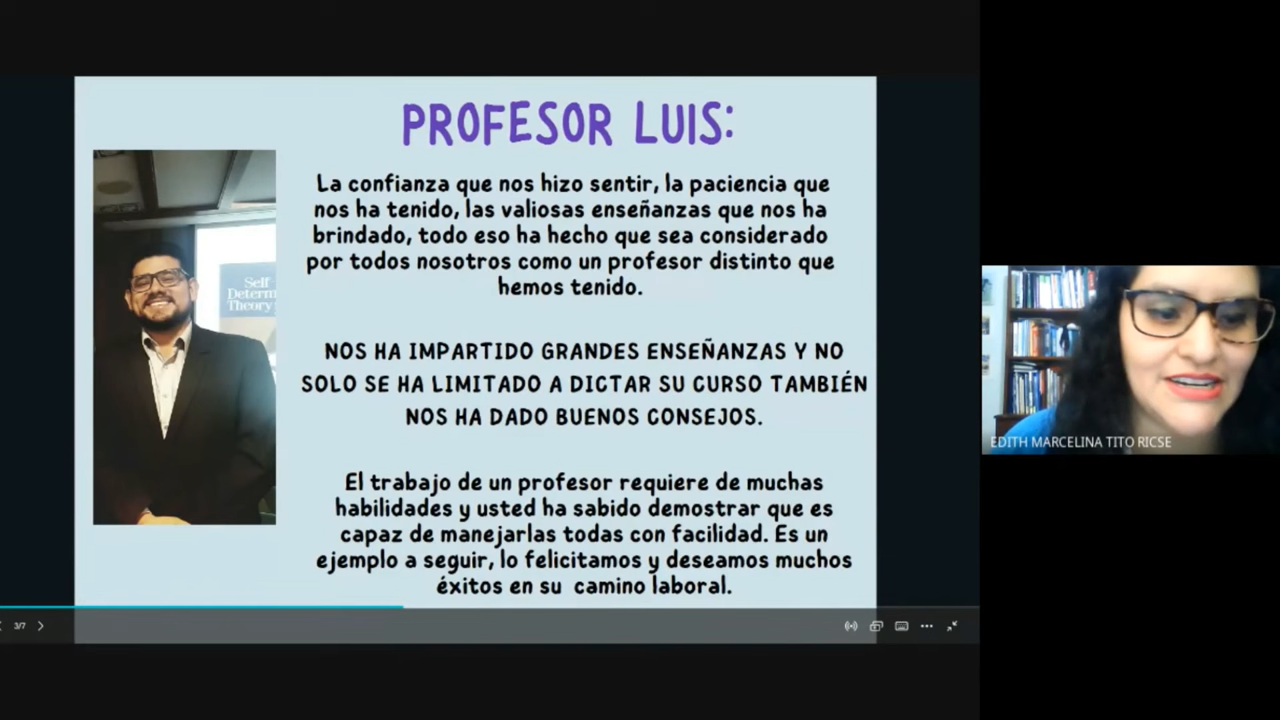 PROFESOR LUIS:
La confianza que nos hizo sentir, la paciencia que
nos ha tenido, las valiosas enseñanzas que nos ha
brindado, todo eso ha hecho que sea considerado
por todos nosotros como un profesor distinto que
hemos tenido.
NOS HA IMPARTIDO GRANDES ENSEÑANZAS Y NO
SOLO SE HA LIMITADO A DICTAR SU CURSO TAMBIÉN
NOS HA DADO BUENOS CONSEJOS.
El trabajo de un profesor requiere de muchas
habilidades y usted ha sabido demostrar que es
capaz de manejarlas todas con facilidad. Es un
ejemplo a seguir, lo felicitamos y deseamos muchos
éxitos en su camino laboral.
Self
Determ
Theory
3/7
EDITH MARCELINA TITO RICSE